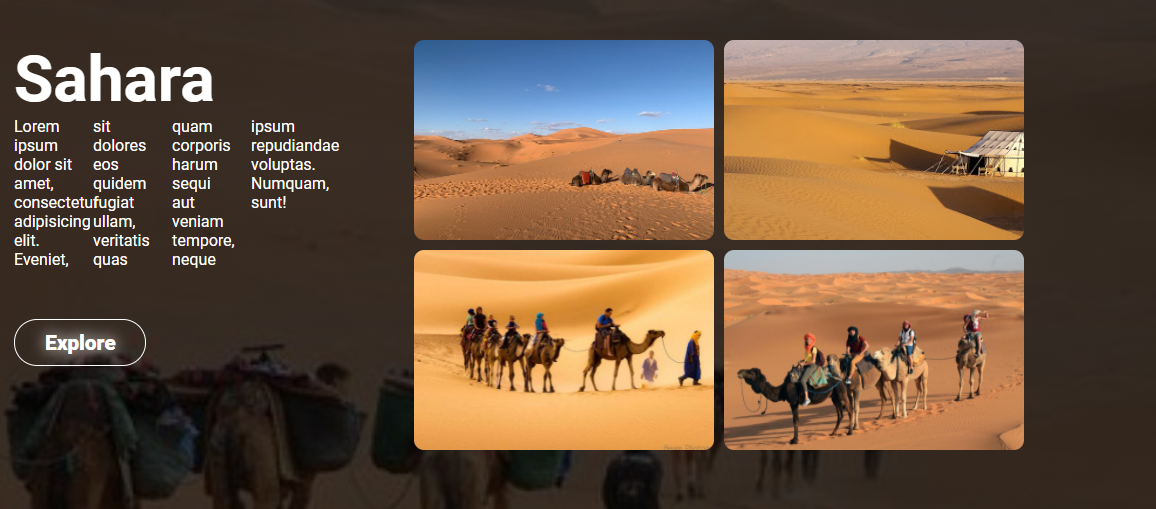 Sahara
Lorem
ipsum
dolor sit
amet,
consectetu
adipisicing
elit.
Eveniet,
sit
dolores
eos
quidem
fugiat
ullam,
veritatis
quas
quam
corporis
harum
sequi
aut
veniam
tempore,
neque
ipsum
repudiandae
voluptas.
Numquam,
sunt!
Explore